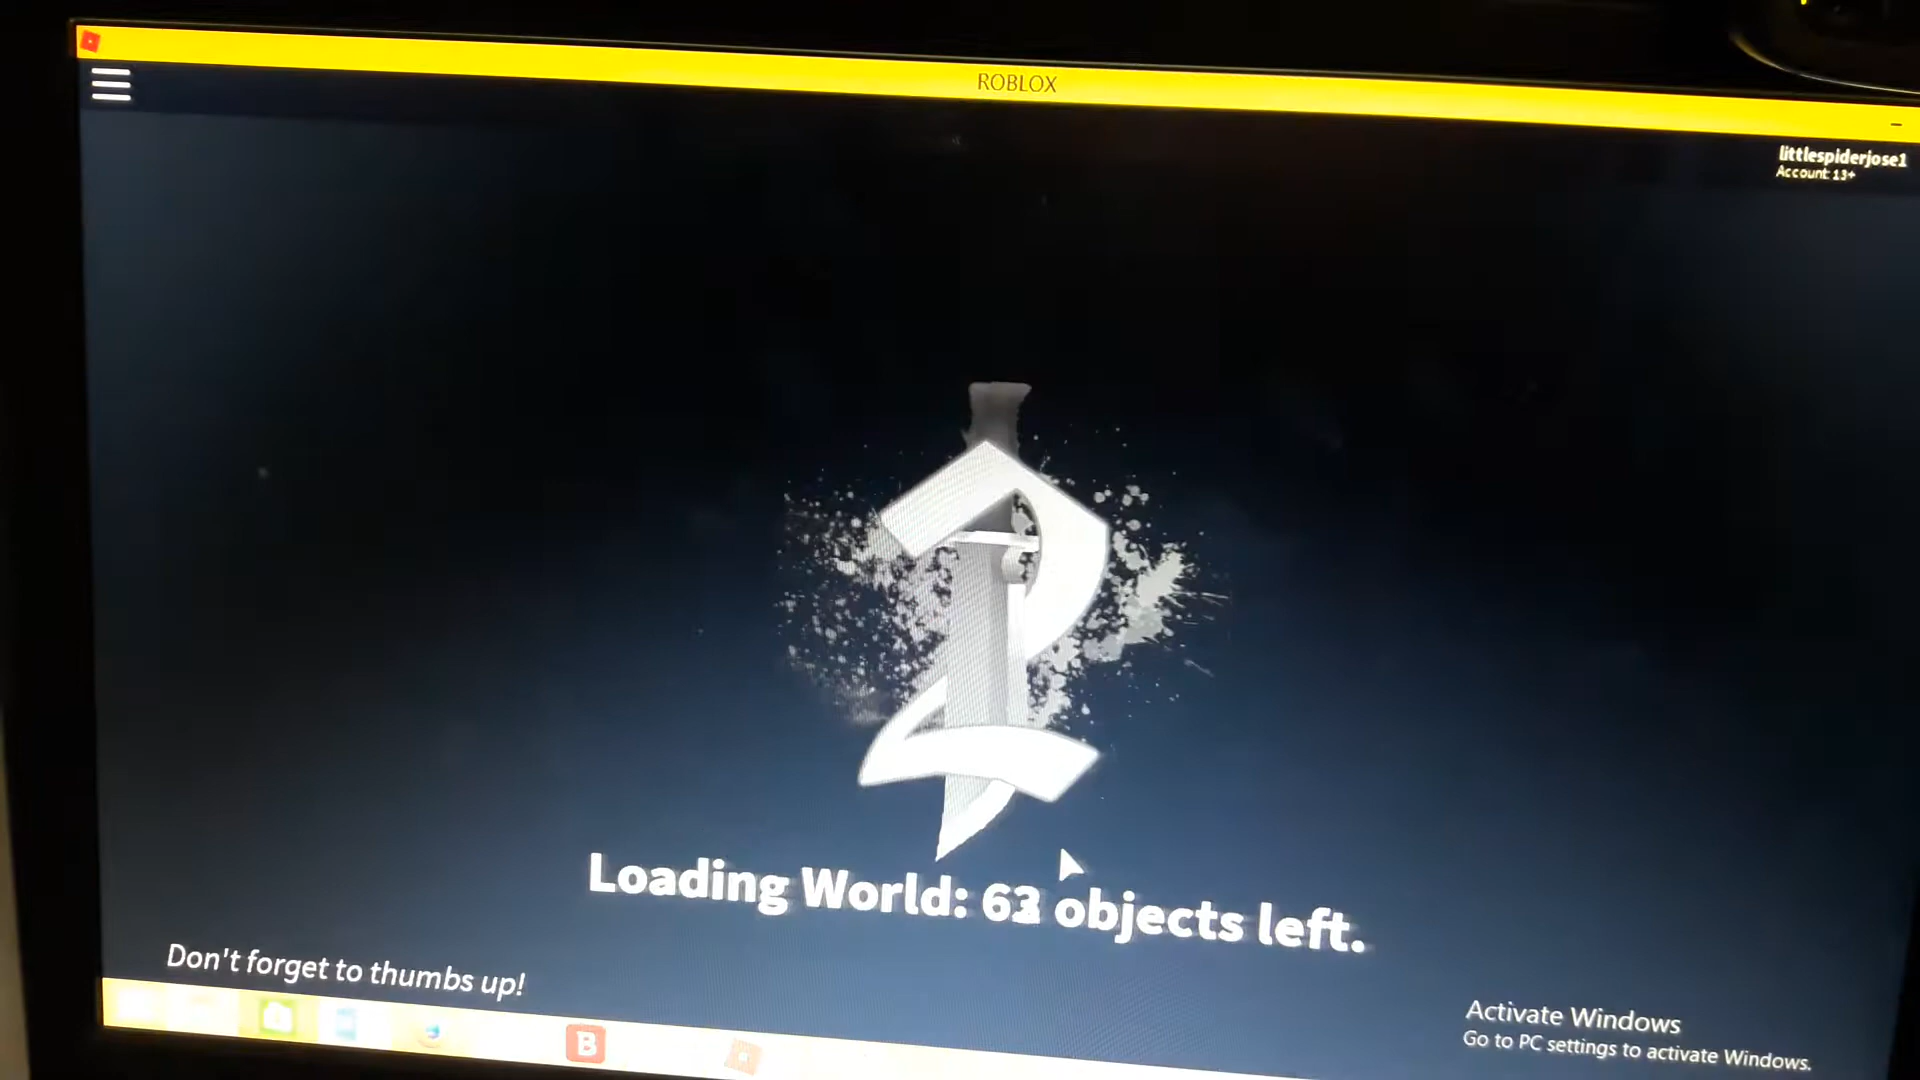 ROBLOX
littlespiderjose1
Account: 13+
2
Loading World: objects left.
Don't forget to thumbs up!
Activate Windows
Go to PC settings to activate Windows.
B